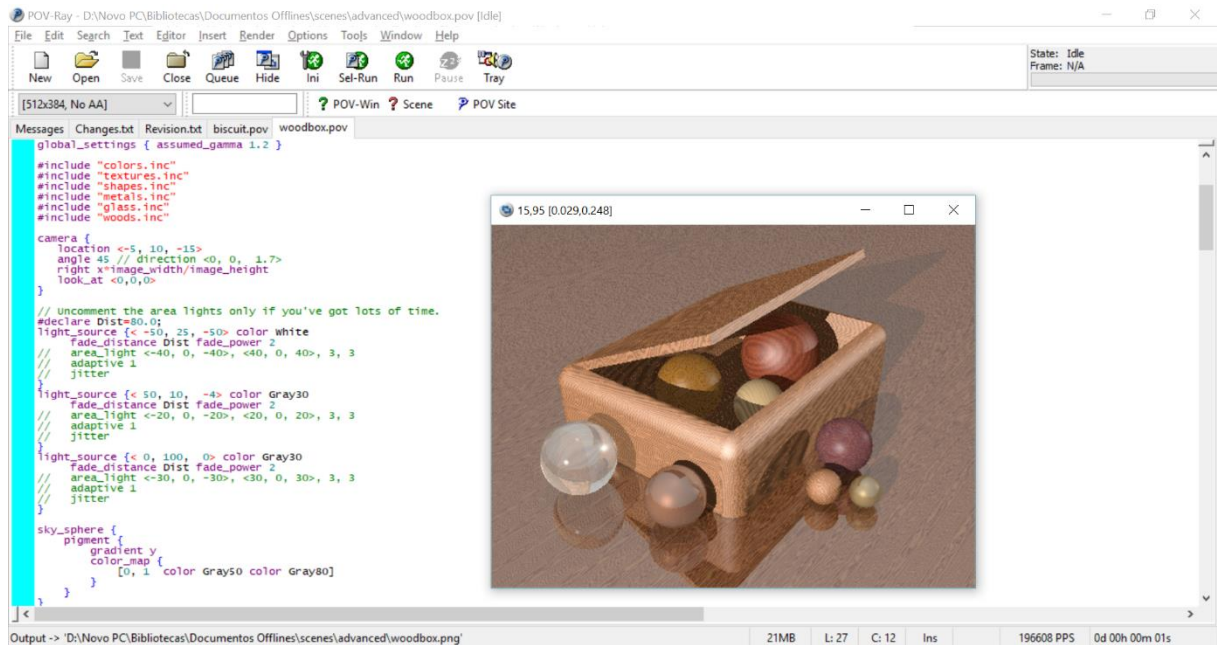 POV-Ray - D:\Novo PC\Bibliotecas\Documentos Offlines\scenes\advanced\woodbox.pov [Idle]
File Edit Search Text Editor Insert Render Options Tools Window Help
New Open Save Close Queue Hide Ini Sel-Run Run Pause Tray
State: Idle
Frame: N/A
[512x384, No AA] ? POV-Win ? Scene POV Site
Messages Changes.txt Revision.txt biscuit.pov woodbox.pov
global_settings { assumed_gamma 1.2 }
#include "colors.inc"
#include "textures.inc"
#include "shapes.inc"
#include "metals.inc"
#include "glass.inc"
#include "woods.inc"
camera {
location <-5, 10, -15>
angle 45 // direction <0, 0, 1.7>
right x*image_width/image_height
look_at <0,0,0>
}
// Uncomment the area lights only if you've got lots of time.
#declare Dist=80.0;
light_source {< -50, 25, -50> color White
fade_distance Dist fade_power 2
// area_light <-40, 0, -40>, <40, 0, 40>, 3, 3
// adaptive 1
// jitter
}
light_source {< 50, 10, -4> color Gray30
fade_distance Dist fade_power 2
// area_light <-20, 0, -20>, <20, 0, 20>, 3, 3
// adaptive 1
// jitter
}
light_source {< 0, 100, 0> color Gray30
fade_distance Dist fade_power 2
// area_light <-30, 0, -30>, <30, 0, 30>, 3, 3
// adaptive 1
// jitter
}
sky_sphere {
pigment {
gradient y
color_map {
[0, 1 color Gray50 color Gray80]
}
}
}
15,95 [0.029,0.248]
Output -> 'D:\Novo PC\Bibliotecas\Documentos Offlines\scenes\advanced\woodbox.png' 21MB L: 27 C: 12 Ins 196608 PPS 0d 00h 00m 01s